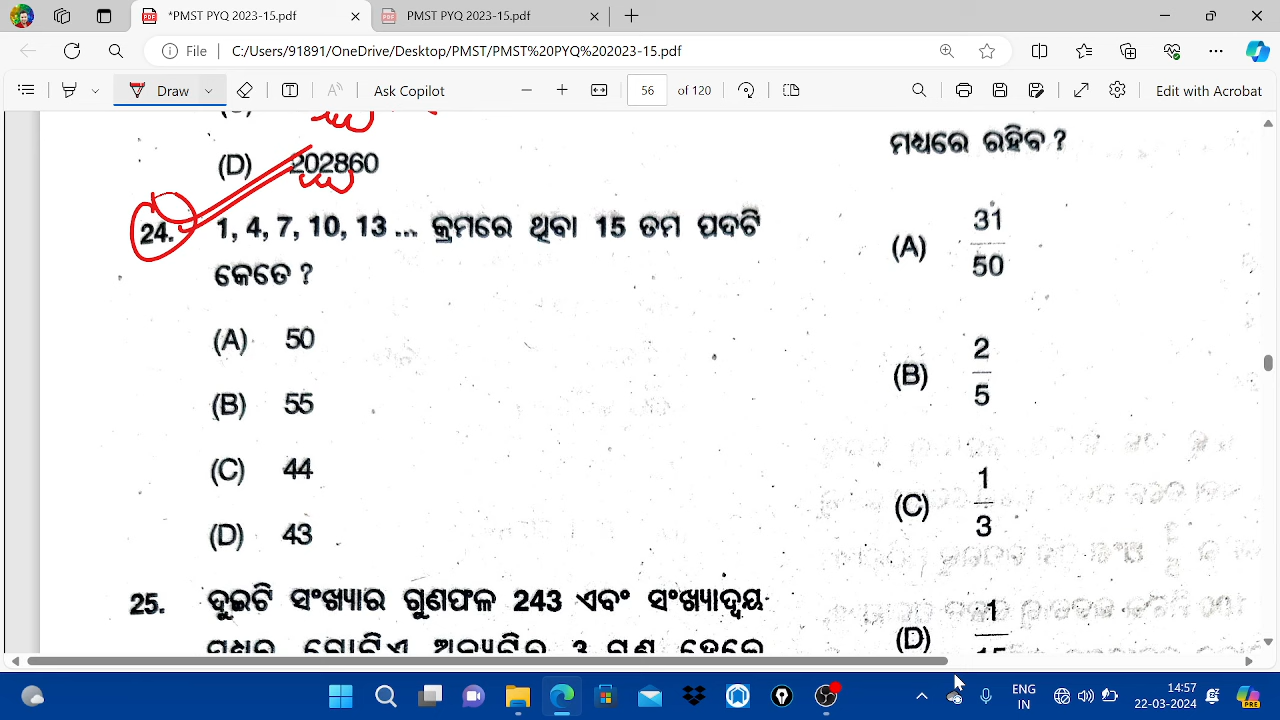 *PMST PYQ 2023-15.pdf
PMST PYQ 2023-15.pdf
File
C:/Users/91891/OneDrive/Desktop/PMST/PMST%20PYQ%202023-15.pdf
Draw
Ask Copilot
56
of 120
Edit with Acrobat
(D) 202860
24. 1, 4, 7, 10, 13 ... କ୍ରମରେ ଥିବା 15 ତମ ପଦଟି
କେତେ ?
(A) 50
(B) 55
(C) 44
(D) 43
25. ଦୁଇଟି ସଂଖ୍ୟାର ଗୁଣଫଳ 243 ଏବଂ ସଂଖ୍ୟାଦ୍ୱୟ
ମଧ୍ୟରେ ରହିବ ?
(A) 31
50
(B) 2
5
(C) 1
3
(D) 1
ENG
IN
14:57
22-03-2024